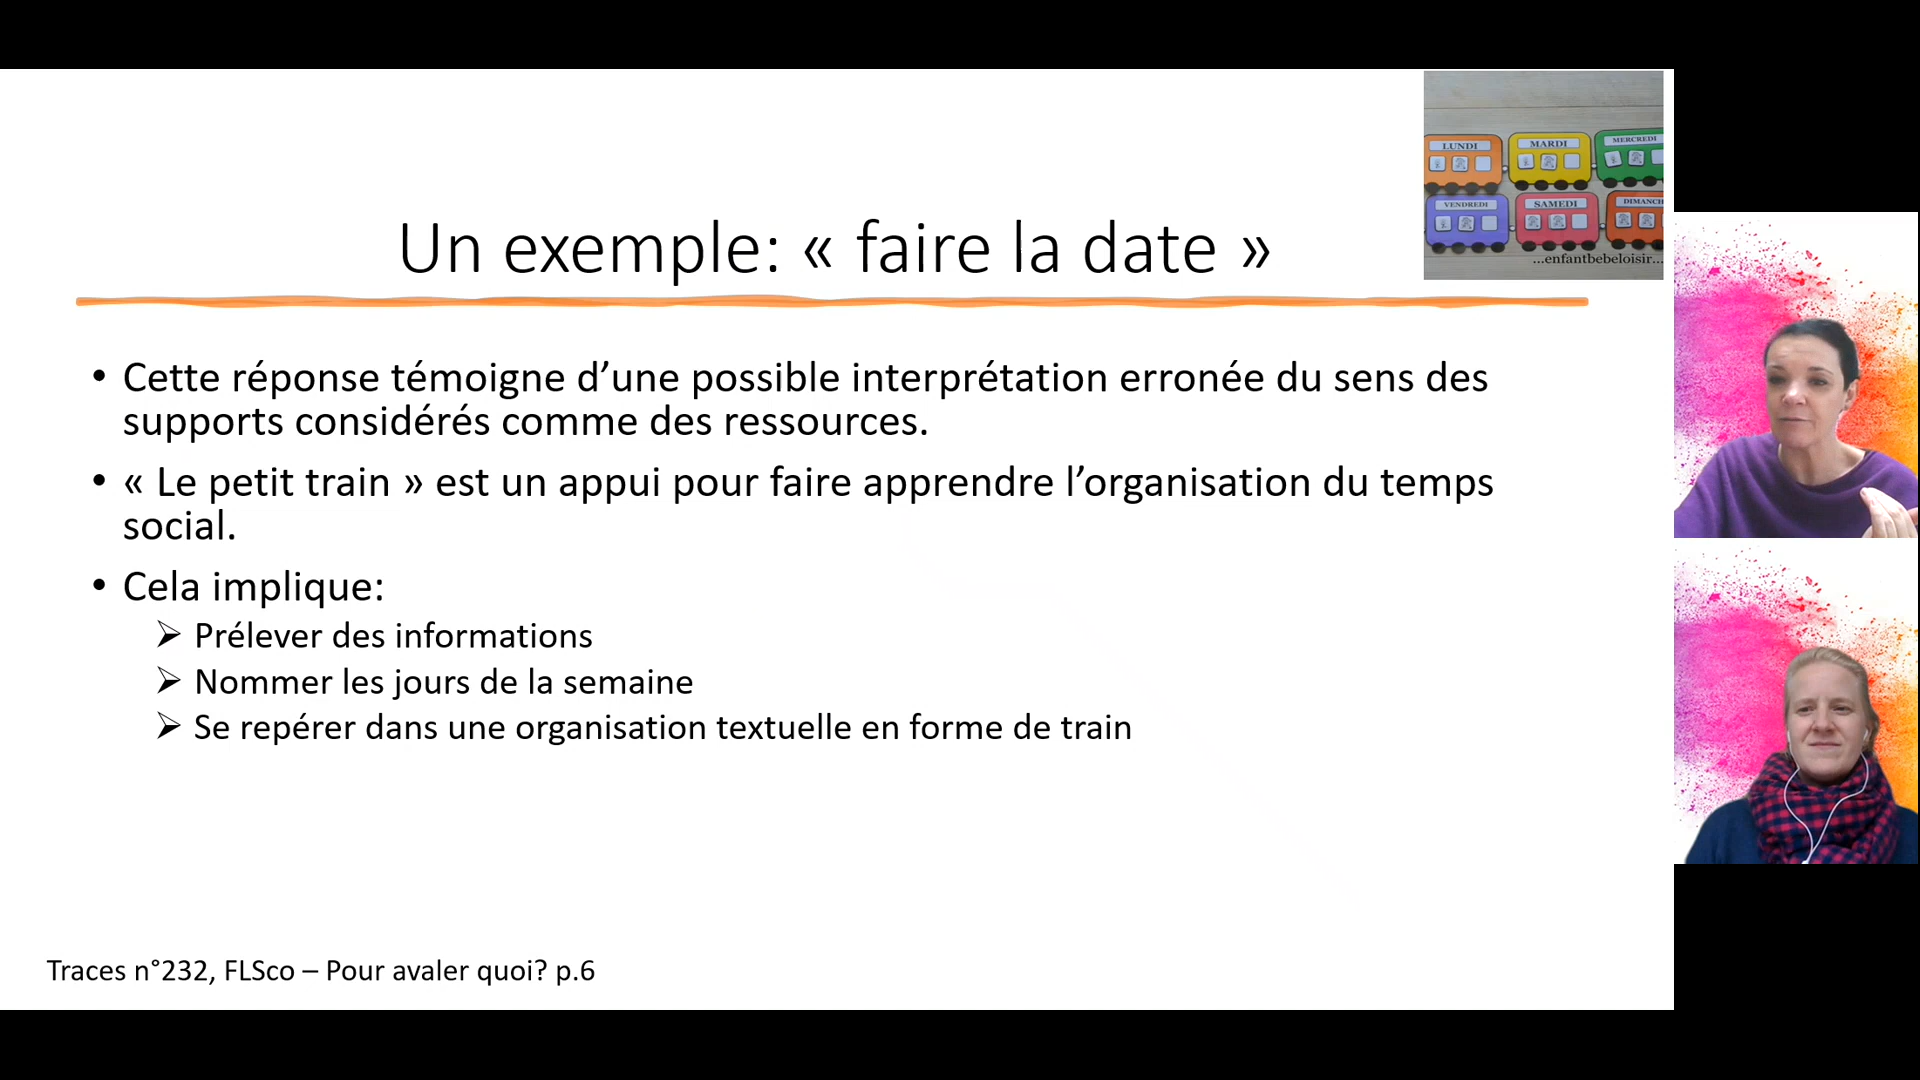 LUNDI
MARDI
MERCREDI
VENDREDI
SAMEDI
...enfantbebeloisir...
Un exemple: « faire la date »
• Cette réponse témoigne d’une possible interprétation erronée du sens des
supports considérés comme des ressources.
• « Le petit train » est un appui pour faire apprendre l’organisation du temps
social.
• Cela implique:
➢ Prélever des informations
➢ Nommer les jours de la semaine
➢ Se repérer dans une organisation textuelle en forme de train
Traces n°232, FLSco – Pour avaler quoi? p.6